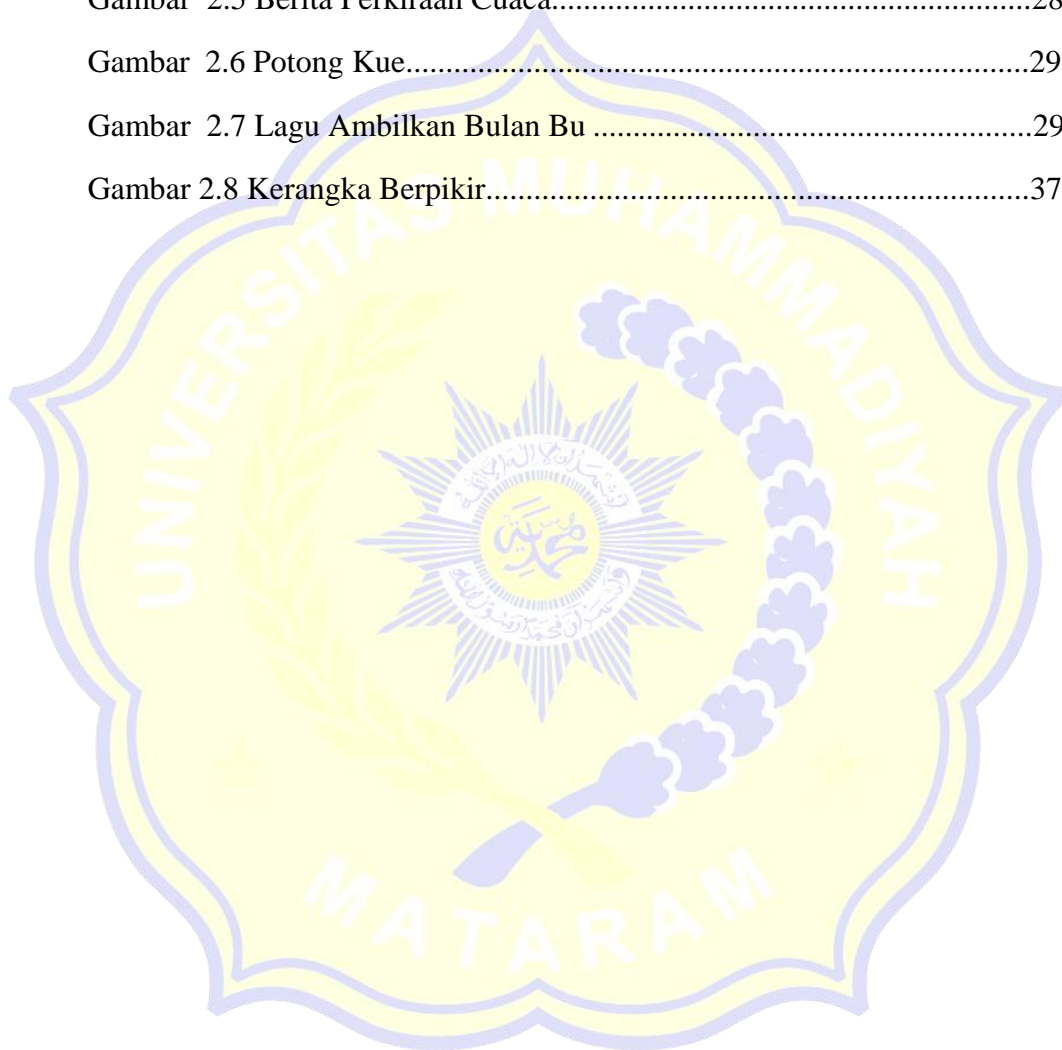 Gambar  2.5 Berita Perkiraan Cuaca.............................................................28
Gambar  2.6 Potong Kue...............................................................................29
Gambar  2.7 Lagu Ambilkan Bulan Bu ........................................................29
Gambar 2.8 Kerangka Berpikir.....................................................................37
UNIVERSITAS MUHAMMADIYAH
MATARAM